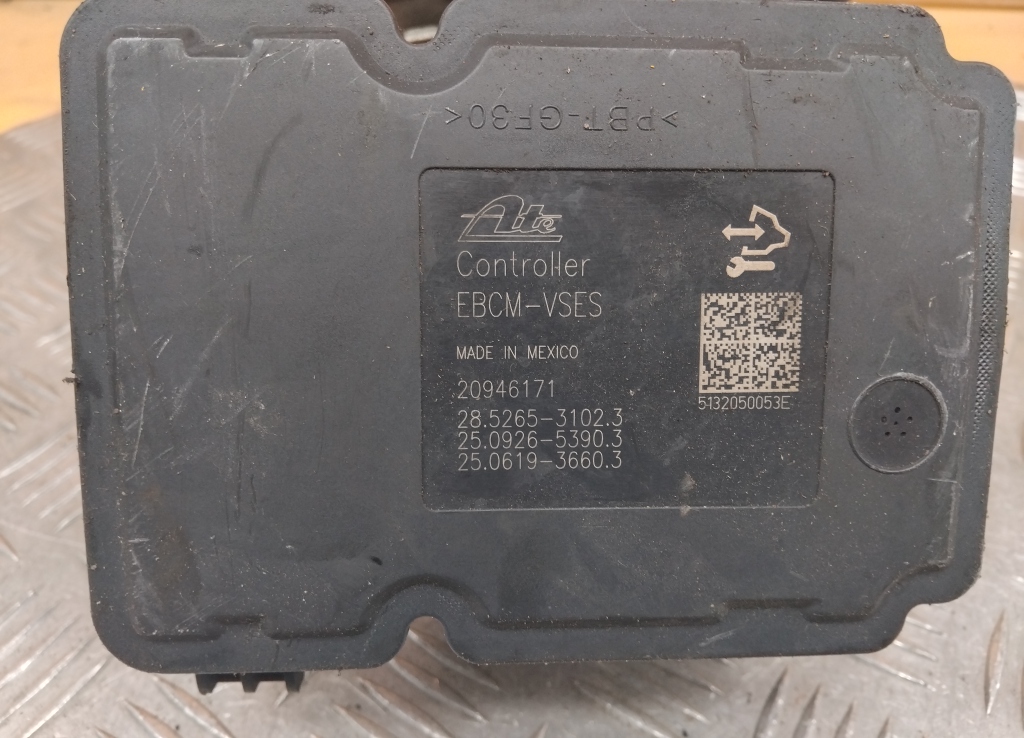 >PBT-GF30<
Ate
Controller
EBCM-VSES
MADE IN MEXICO
20946171
28.5265-3102.3
25.0926-5390.3
25.0619-3660.3
5132050053E